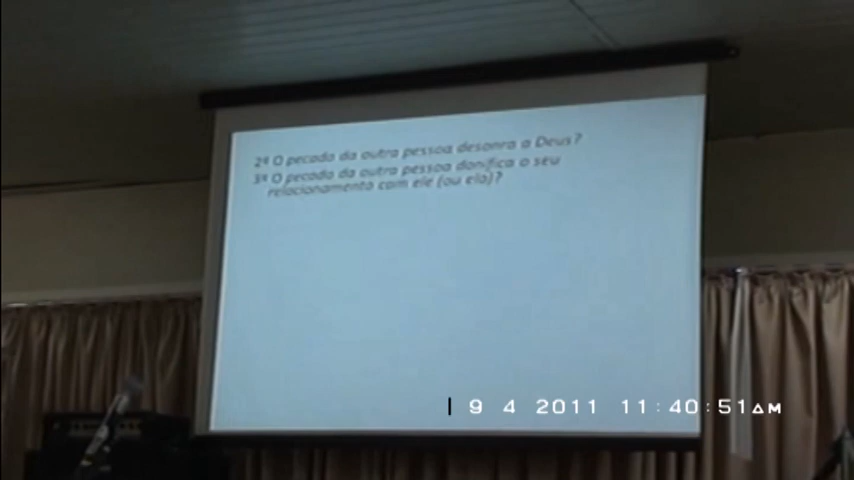 2ª O pecado da outra pessoa desonra a Deus?
3ª O pecado da outra pessoa danifica o seu
relacionamento com ele (ou ela)?
9 4 2011 11:40:51AM